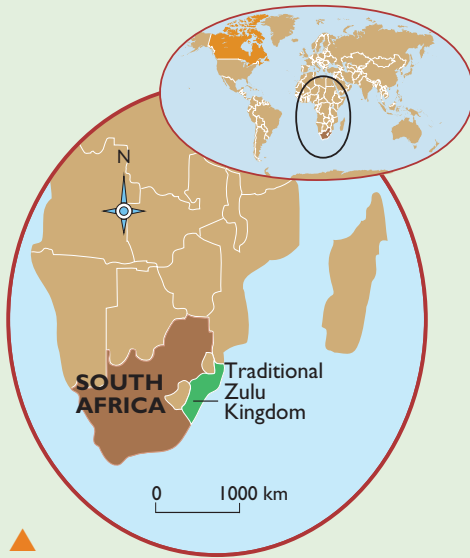 N
SOUTH
AFRICA
Traditional
Zulu
Kingdom
0 1000 km